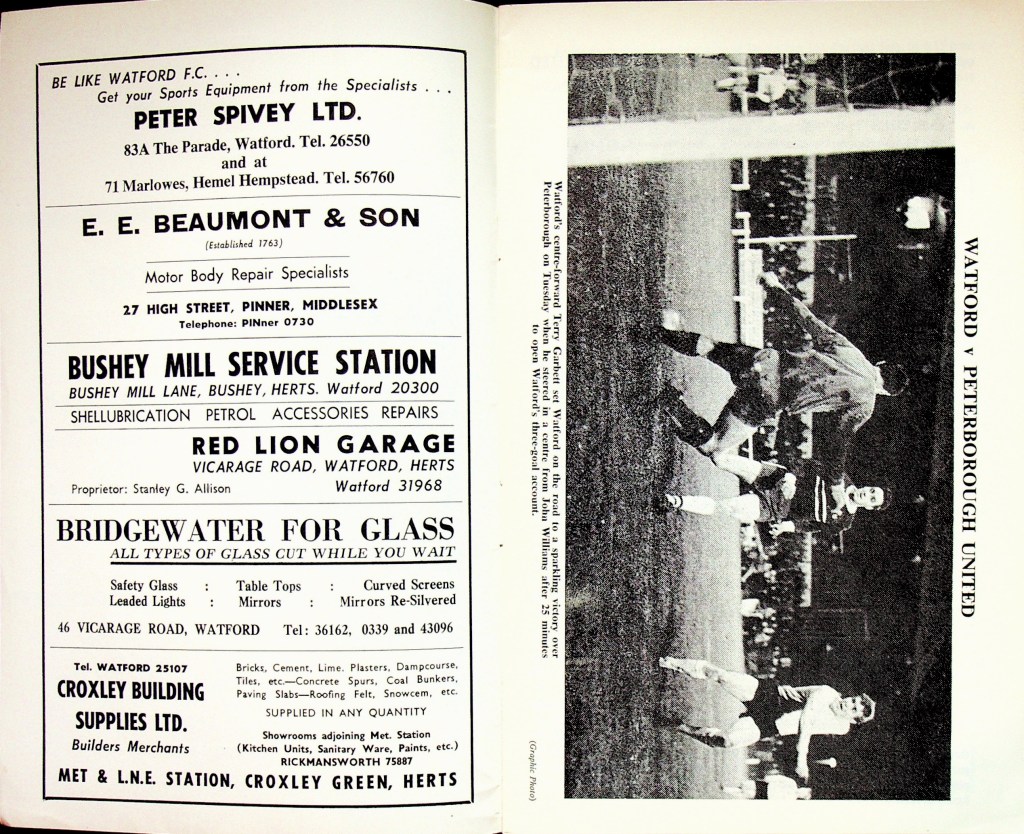 BE LIKE WATFORD F.C. . . .
Get your Sports Equipment from the Specialists . . .
PETER SPIVEY LTD.
83A The Parade, Watford. Tel. 26550
and at
71 Marlowes, Hemel Hempstead. Tel. 56760
E. E. BEAUMONT & SON
(Established 1763)
Motor Body Repair Specialists
27 HIGH STREET, PINNER, MIDDLESEX
Telephone: PINner 0730
BUSHEY MILL SERVICE STATION
BUSHEY MILL LANE, BUSHEY, HERTS. Watford 20300
SHELLUBRICATION PETROL ACCESSORIES REPAIRS
RED LION GARAGE
VICARAGE ROAD, WATFORD, HERTS
Proprietor: Stanley G. Allison Watford 31968
BRIDGEWATER FOR GLASS
ALL TYPES OF GLASS CUT WHILE YOU WAIT
Safety Glass : Table Tops : Curved Screens
Leaded Lights : Mirrors : Mirrors Re-Silvered
46 VICARAGE ROAD, WATFORD Tel: 36162, 0339 and 43096
Tel. WATFORD 25107
CROXLEY BUILDING
SUPPLIES LTD.
Builders Merchants
Bricks, Cement, Lime, Plasters, Dampcourse,
Tiles, etc.—Concrete Spurs, Coal Bunkers,
Paving Slabs—Roofing Felt, Snowcem, etc.
SUPPLIED IN ANY QUANTITY
Showrooms adjoining Met. Station
(Kitchen Units, Sanitary Ware, Paints, etc.)
RICKMANSWORTH 75887
MET & L.N.E. STATION, CROXLEY GREEN, HERTS
WATFORD v PETERBOROUGH UNITED
Watford's centre-forward Terry Garbett set Watford on the road to a sparkling victory over
Peterborough on Tuesday when he steered in a centre from John Williams after 25 minutes
to open Watford's three-goal account.
(Graphic Photo)